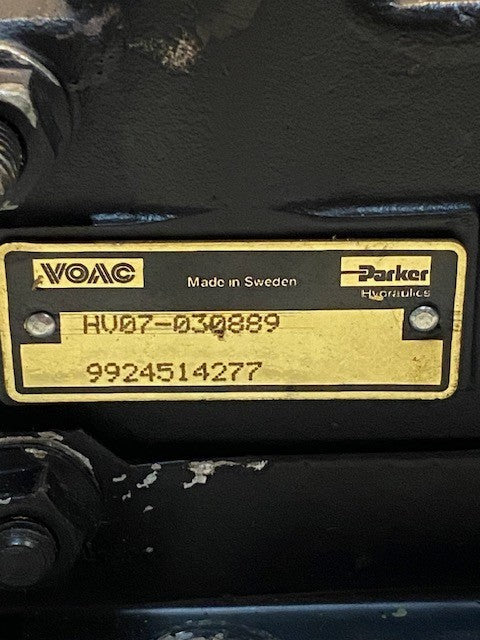 VOAC
Made in Sweden
Parker
Hydraulics
HV07-030889
9924514277